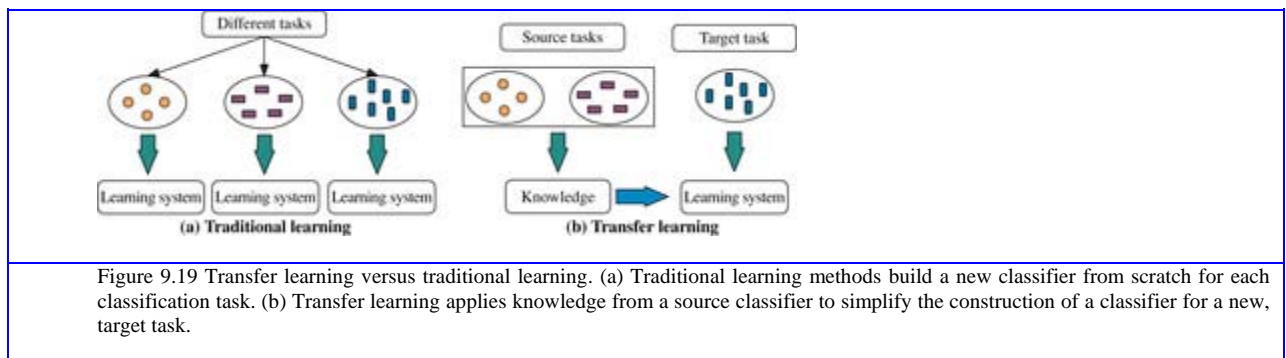 Different tasks
Source tasks Target task
Learning system Learning system Learning system
Knowledge Learning system
(a) Traditional learning (b) Transfer learning
Figure 9.19 Transfer learning versus traditional learning. (a) Traditional learning methods build a new classifier from scratch for each
classification task. (b) Transfer learning applies knowledge from a source classifier to simplify the construction of a classifier for a new,
target task.